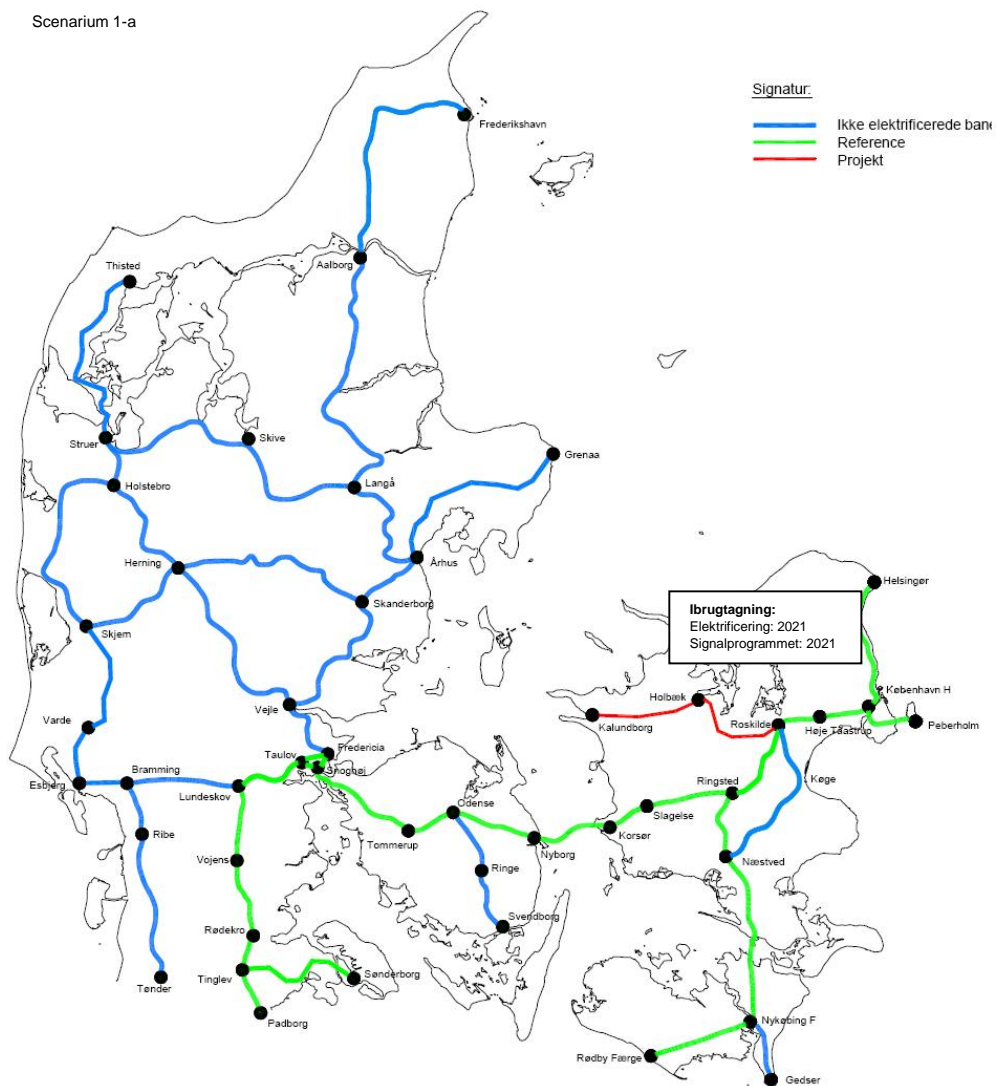 Scenarium 1-a
Signatur:
Ikke elektrificerede bane
Reference
Projekt
Frederikshavn
Aalborg
Thisted
Struer
Skive
Grenaa
Holstebro
Langå
Herning
Århus
Skanderborg
Skjern
Ibrugtagning:
Elektrificering: 2021
Signalprogrammet: 2021
Helsingør
København H
Holbæk
Kalundborg
Roskilde
Høje Taastrup
Peberholm
Vejle
Varde
Fredericia
Taulov
Snoghøj
Esbjerg
Bramming
Lundeskov
Odense
Ringsted
Køge
Slagelse
Korsør
Tommerup
Nyborg
Ribe
Næstved
Vojens
Ringe
Svendborg
Rødekro
Tønder
Tinglev
Sønderborg
Padborg
Nykøbing F
Rødby Færge
Gedser